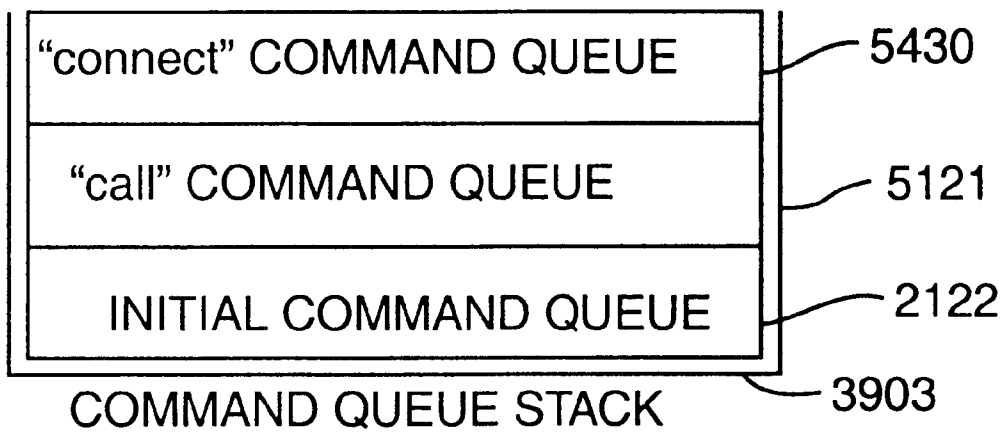 “connect” COMMAND QUEUE 5430
“call” COMMAND QUEUE 5121
INITIAL COMMAND QUEUE 2122
3903
COMMAND QUEUE STACK